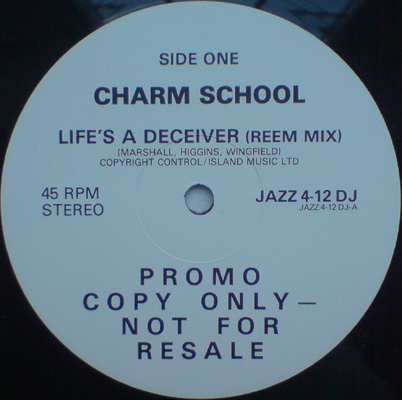 SIDE ONE
CHARM SCHOOL
LIFE'S A DECEIVER (REEM MIX)
(MARSHALL, HIGGINS, WINGFIELD)
COPYRIGHT CONTROL/ISLAND MUSIC LTD
45 RPM
STEREO
JAZZ 4-12 DJ
JAZZ 4-12 DJ-A
PROMO
COPY ONLY—
NOT FOR
RESALE